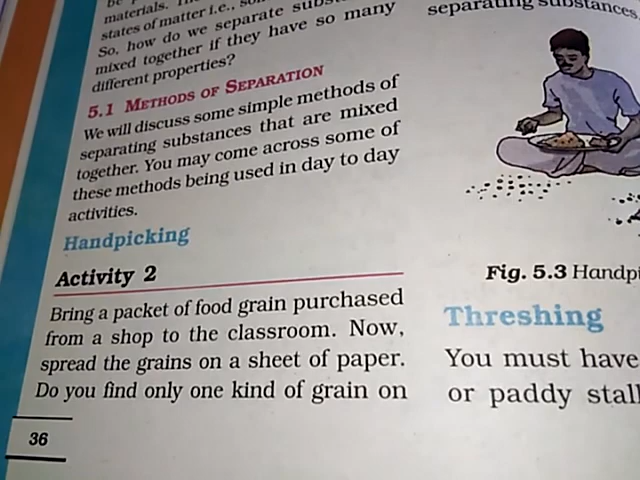 materials.
states of matter i.e.,
So, how do we separate
mixed together if they have so many
different properties?
5.1 METHODS OF SEPARATION
We will discuss some simple methods of
separating substances that are mixed
together. You may come across some of
these methods being used in day to day
activities.
Handpicking
Activity 2
Bring a packet of food grain purchased
from a shop to the classroom. Now,
spread the grains on a sheet of paper.
Do you find only one kind of grain on
36
separating substances
Fig. 5.3 Handpi
Threshing
You must have
or paddy stal